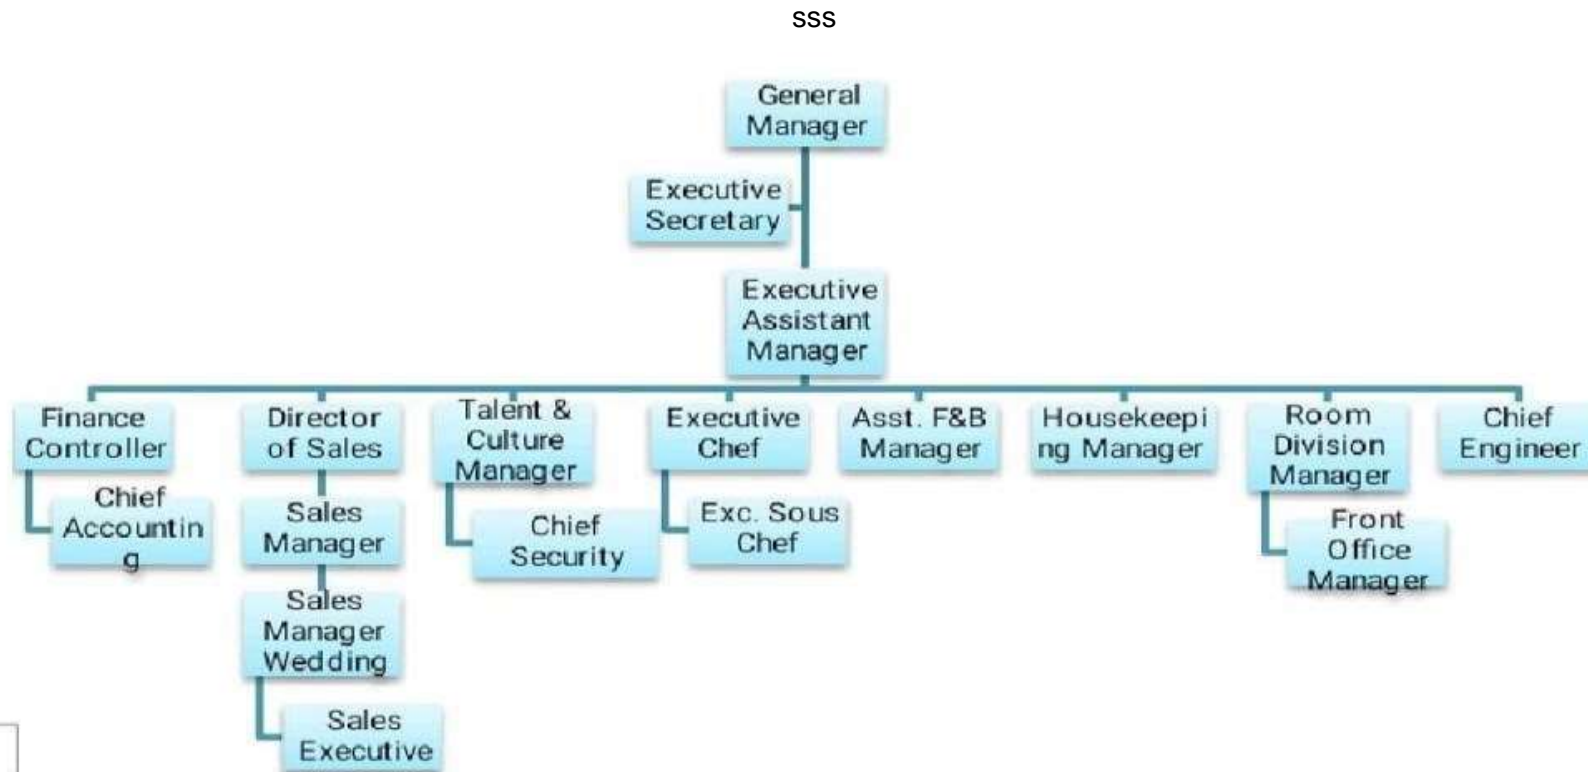 sss
General
Manager
Executive
Secretary
Executive
Assistant
Manager
Finance
Controller
Chief
Accountin
g
Director
of Sales
Sales
Manager
Sales
Manager
Wedding
Sales
Executive
Talent &
Culture
Manager
Chief
Security
Executive
Chef
Exc. Sous
Chef
Asst. F&B
Manager
Housekeepi
ng Manager
Room
Division
Manager
Front
Office
Manager
Chief
Engineer